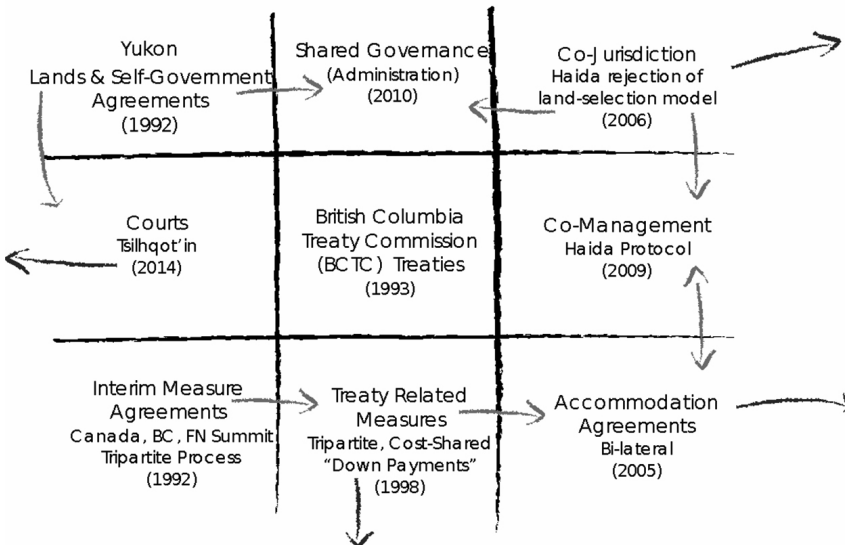 Yukon
Lands & Self-Government
Agreements
(1992)
Shared Governance
(Administration)
(2010)
Co-Jurisdiction
Haida rejection of
land-selection model
(2006)
Courts
Tsilhqot’in
(2014)
British Columbia
Treaty Commission
(BCTC) Treaties
(1993)
Co-Management
Haida Protocol
(2009)
Interim Measure
Agreements
Canada, BC, FN Summit
Tripartite Process
(1992)
Treaty Related
Measures
Tripartite, Cost-Shared
“Down Payments”
(1998)
Accommodation
Agreements
Bi-lateral
(2005)